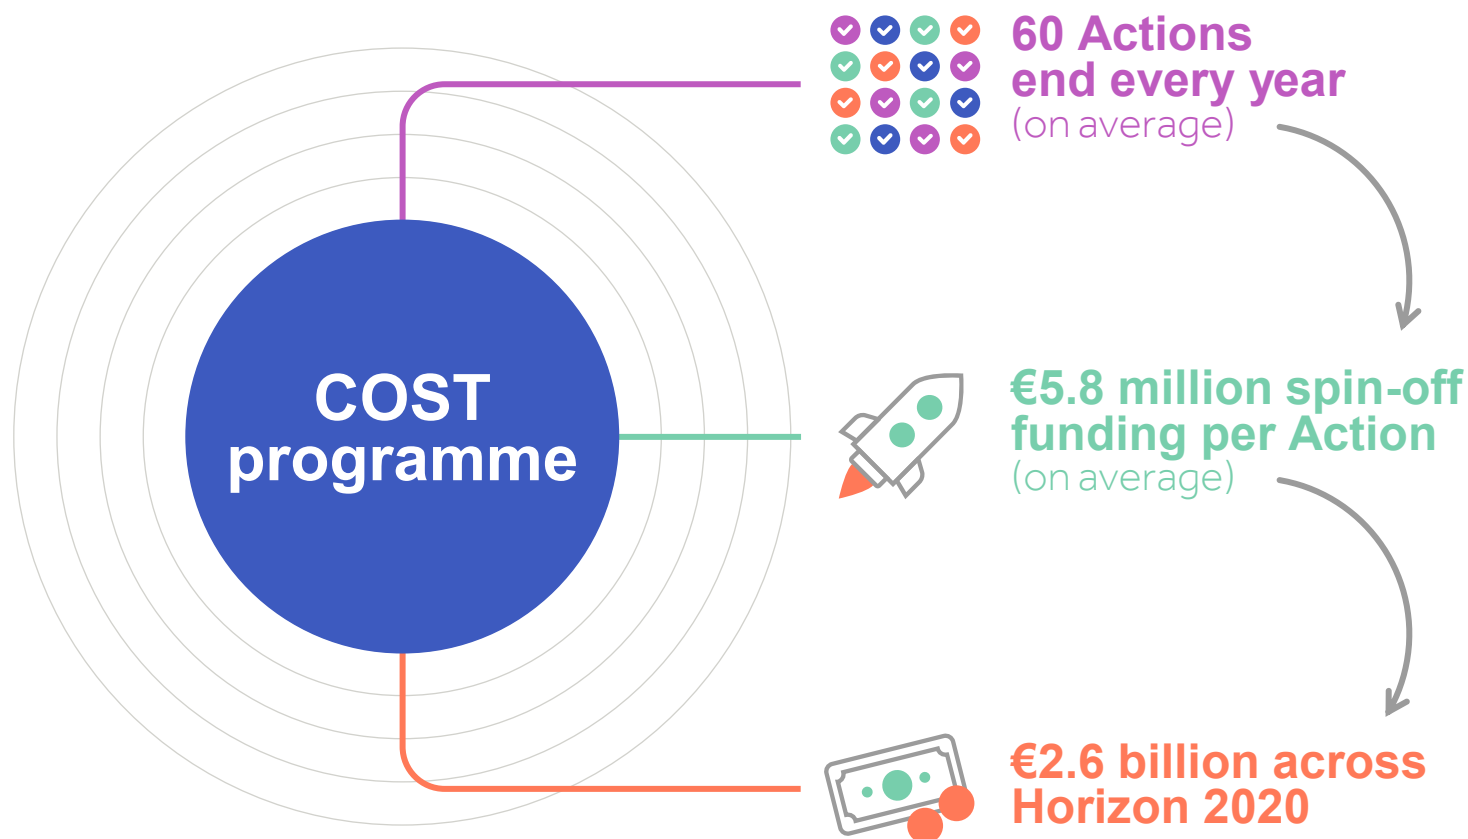 COST
programme
60 Actions
end every year
(on average)
€5.8 million spin-off
funding per Action
(on average)
€2.6 billion across
Horizon 2020